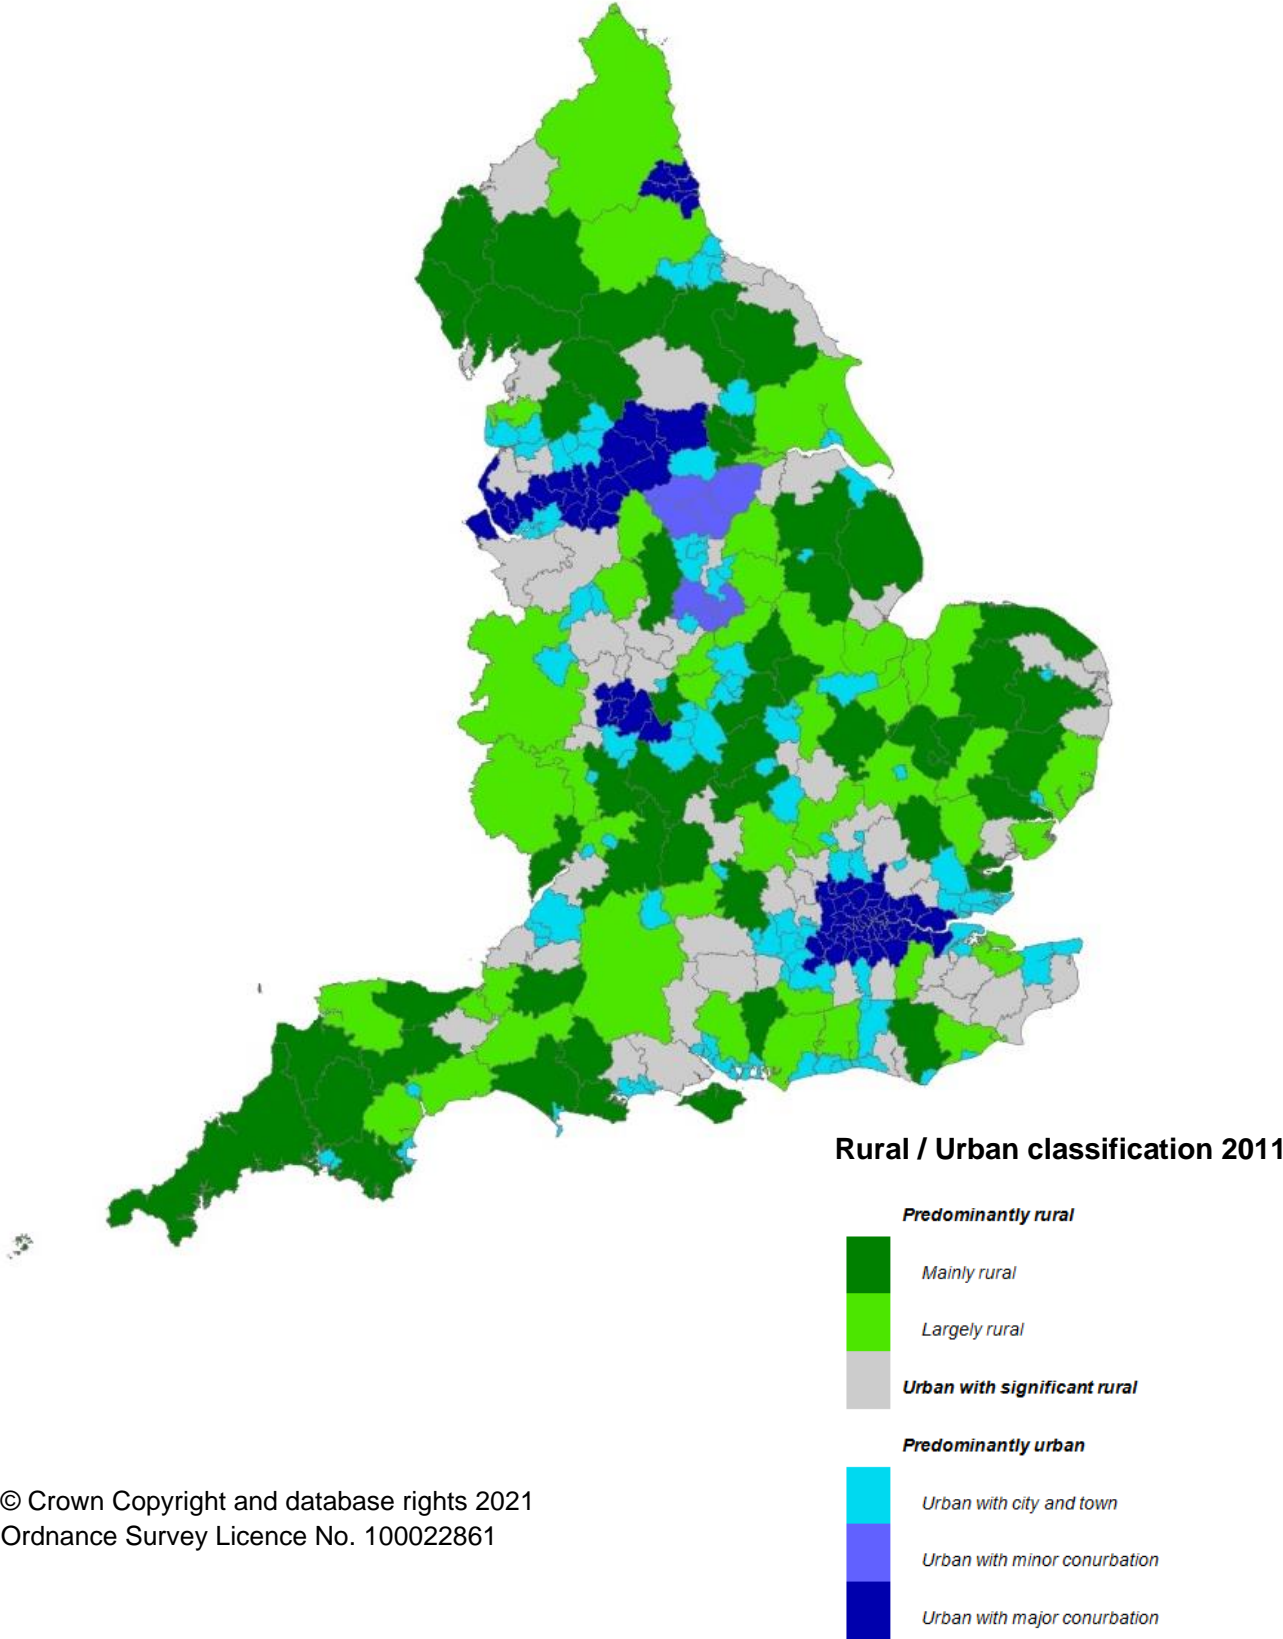 Rural / Urban classification 2011
Predominantly rural
Mainly rural
Largely rural
Urban with significant rural
Predominantly urban
Urban with city and town
Urban with minor conurbation
Urban with major conurbation
© Crown Copyright and database rights 2021
Ordnance Survey Licence No. 100022861